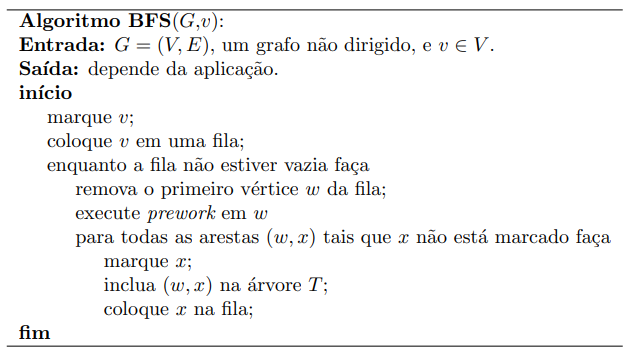 Algoritmo BFS(G,v):
Entrada: G = (V, E), um grafo não dirigido, e v ∈ V.
Saída: depende da aplicação.
início
marque v;
coloque v em uma fila;
enquanto a fila não estiver vazia faça
remova o primeiro vértice w da fila;
execute prework em w
para todas as arestas (w, x) tais que x não está marcado faça
marque x;
inclua (w, x) na árvore T;
coloque x na fila;
fim